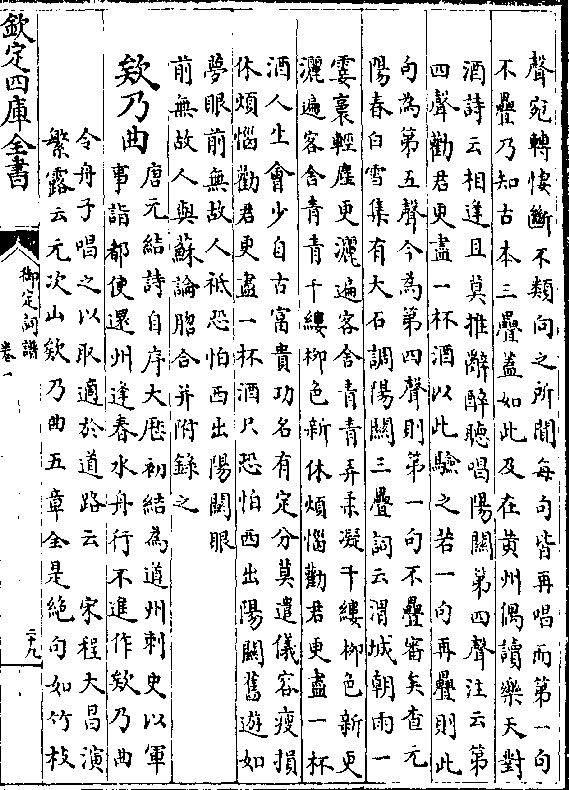 聲宛轉悽斷不類向之所聞每句皆再唱而第一句
不疊乃知古本三疊蓋如此及在黃州偶讀樂天對
酒詩云相逢且莫推辭醉聽唱陽關第四聲注云第
四聲勸君更盡一杯酒以此驗之若一句再疊則此
句為第五聲今為第四聲則第一句不疊審矣查元
陽春白雪集有大石調陽關三疊詞云渭城朝雨一
霎裛輕塵更灑遍客舍青青弄柔凝千縷柳色新更
灑遍客舍青青千縷柳色新休煩惱勸君更盡一杯
酒人生會少自古富貴功名有定分莫遣儀容瘦損
休煩惱勸君更盡一杯酒只恐怕西出陽關舊遊如
夢眼前無故人祗恐怕西出陽關眼
前無故人與蘇論脗合并附錄之
欸乃曲
唐元結詩自序大厯初結為道州刺史以軍
事詣都使還州逢春水舟行不進作欸乃曲
令舟子唱之以取適於道路云 宋程大昌演
繁露云元次山欸乃曲五章全是絕句如竹枝
欽定四庫全書
御定詞譜
卷一
二十九